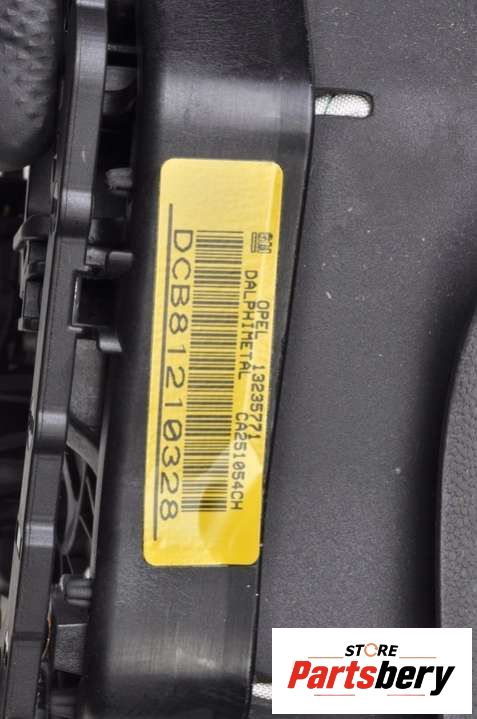 GM OPEL 13235771
DALPHIMETAL CA251054CH
DCB81210328
STORE
Partsbery